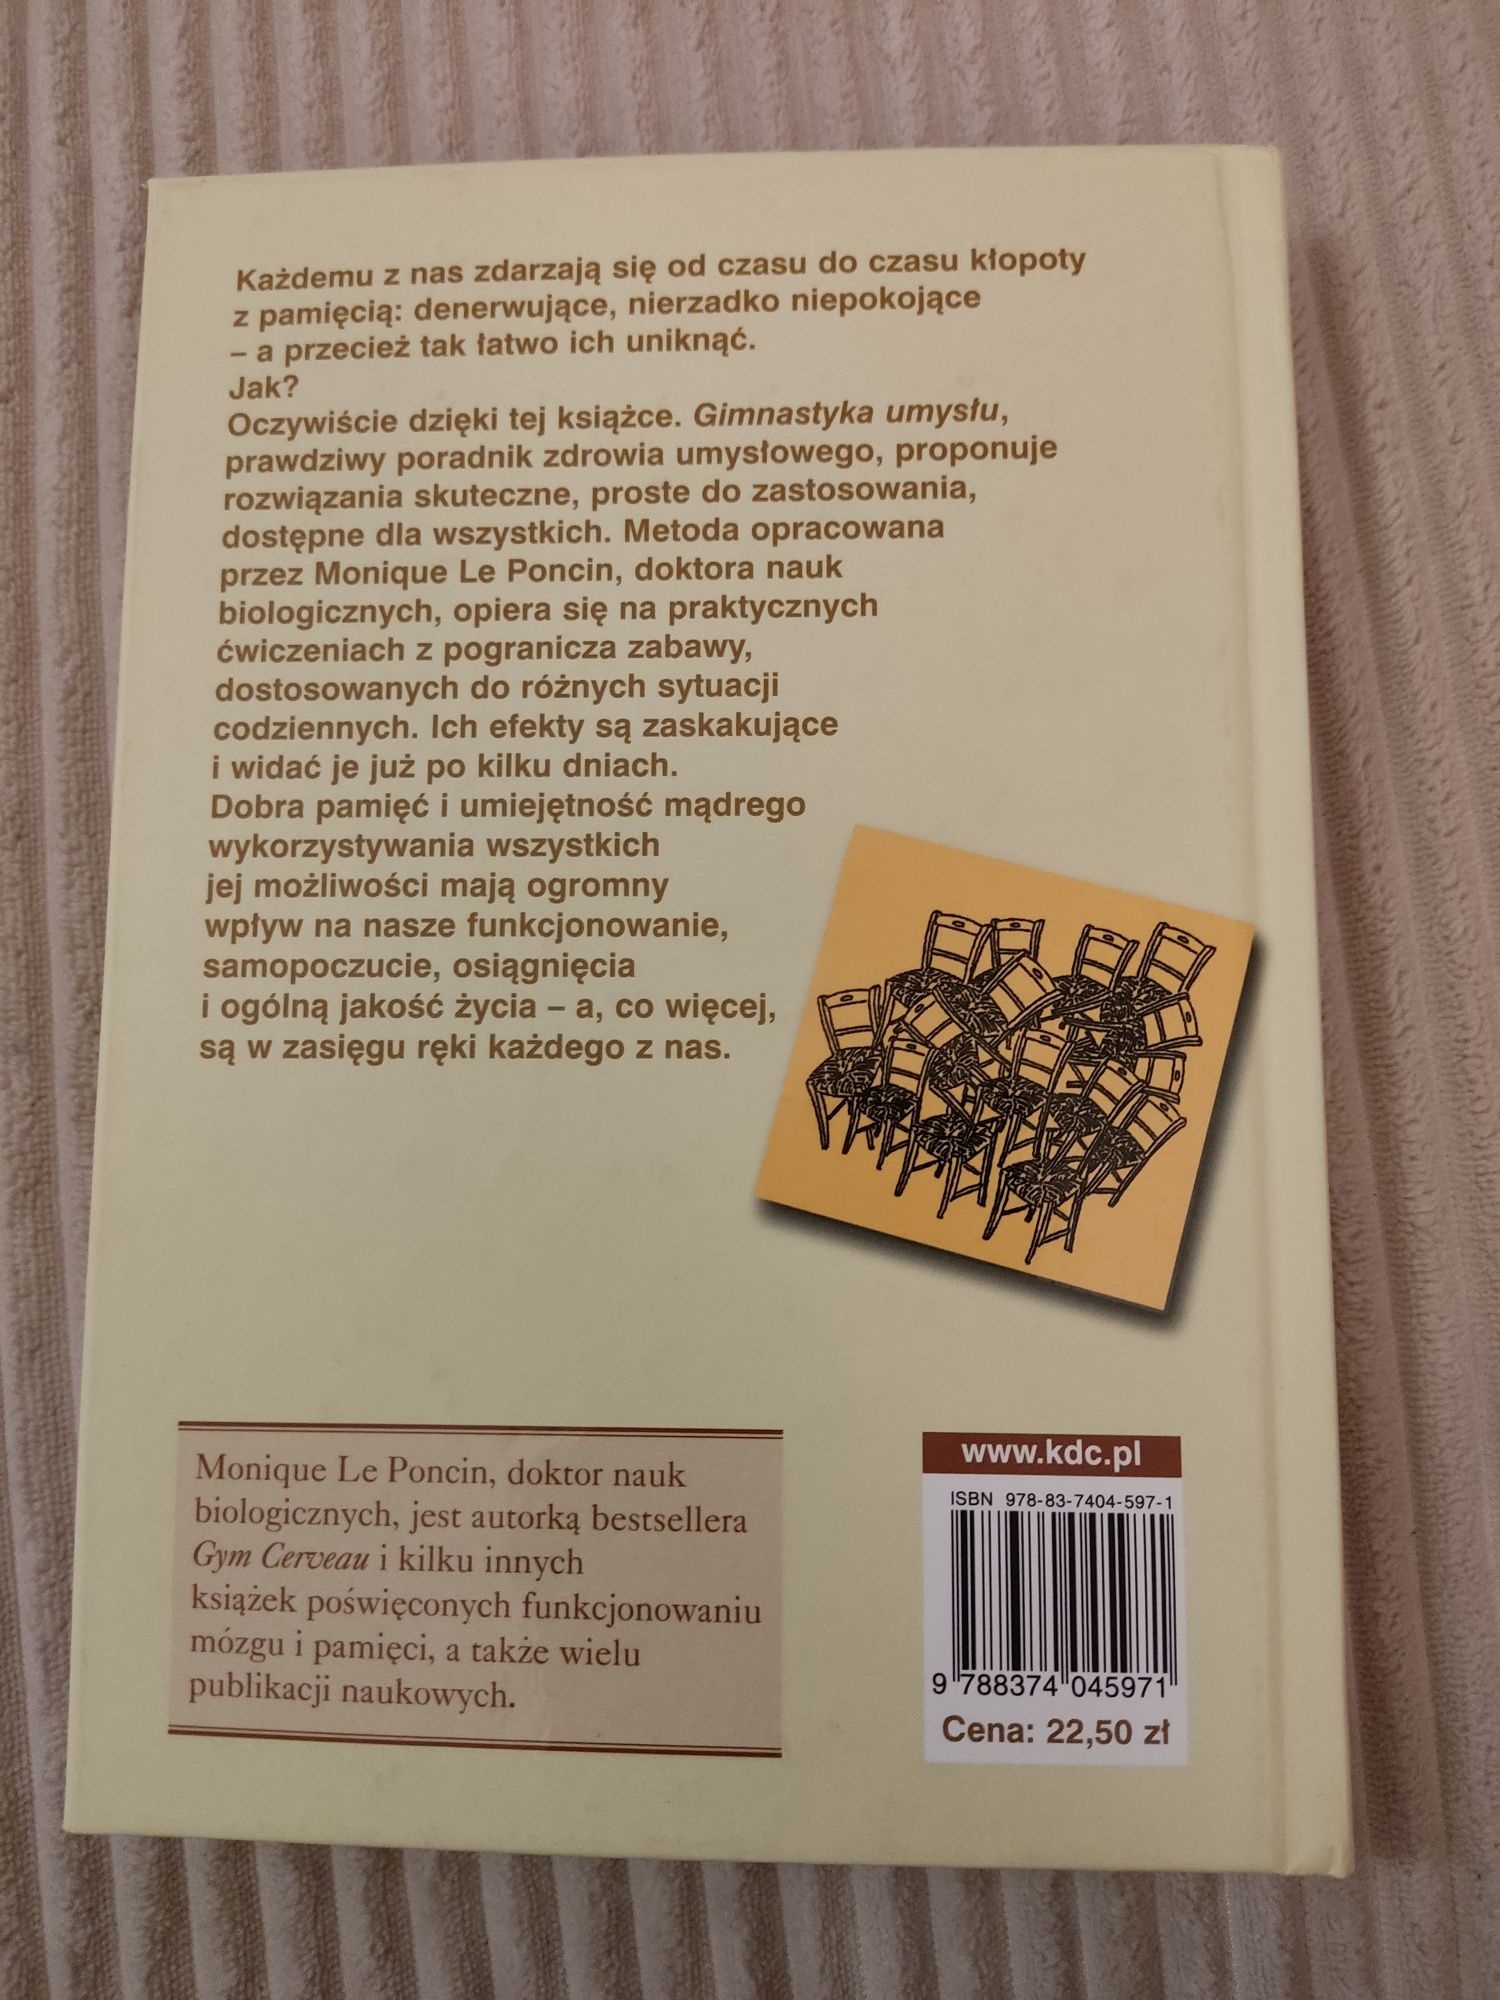 Każdemu z nas zdarzają się od czasu do czasu kłopoty
z pamięcią: denerwujące, nierzadko niepokojące
– a przecież tak łatwo ich uniknąć.
Jak?
Oczywiście dzięki tej książce. Gimnastyka umysłu,
prawdziwy poradnik zdrowia umysłowego, proponuje
rozwiązania skuteczne, proste do zastosowania,
dostępne dla wszystkich. Metoda opracowana
przez Monique Le Poncin, doktora nauk
biologicznych, opiera się na praktycznych
ćwiczeniach z pogranicza zabawy,
dostosowanych do różnych sytuacji
codziennych. Ich efekty są zaskakujące
i widać je już po kilku dniach.
Dobra pamięć i umiejętność mądrego
wykorzystywania wszystkich
jej możliwości mają ogromny
wpływ na nasze funkcjonowanie,
samopoczucie, osiągnięcia
i ogólną jakość życia – a, co więcej,
są w zasięgu ręki każdego z nas.
Monique Le Poncin, doktor nauk
biologicznych, jest autorką bestsellera
Gym Cerveau i kilku innych
książek poświęconych funkcjonowaniu
mózgu i pamięci, a także wielu
publikacji naukowych.
www.kdc.pl
ISBN 978-83-7404-597-1
9 788374 045971
Cena: 22,50 zł